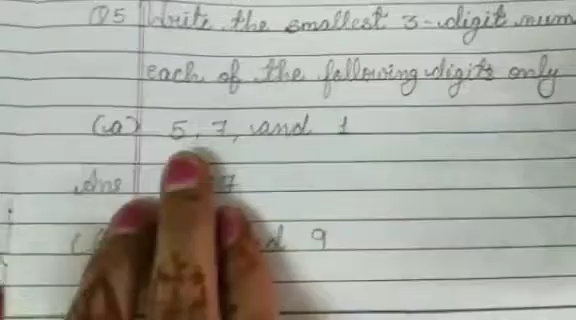 Q5 Write the smallest 3-digit num
each of the following digits only
(a) 5, 7, and 1
Ans 7
( d 9